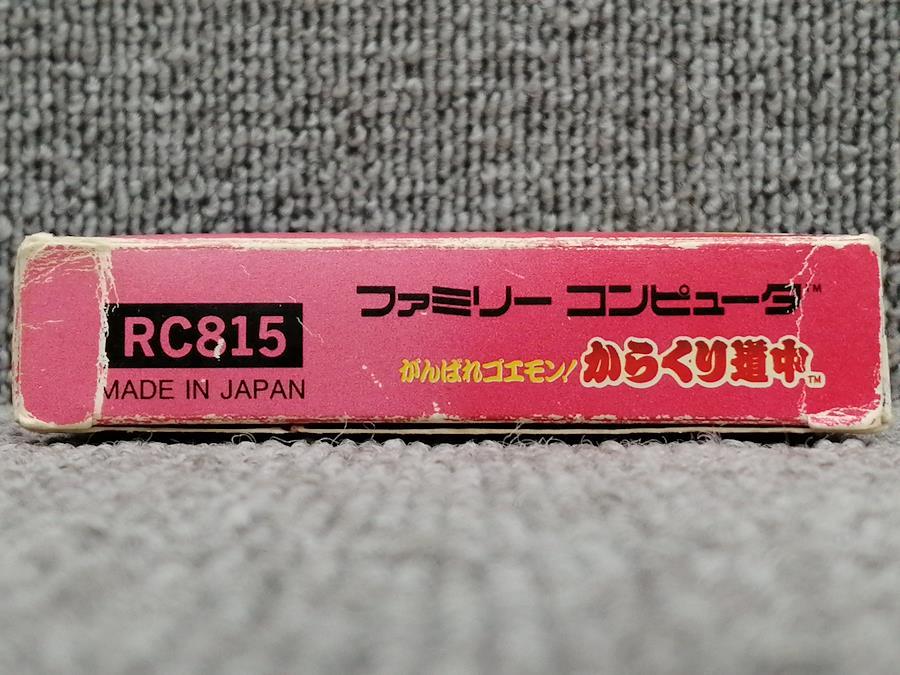 RC815
MADE IN JAPAN
ファミリー コンピュータ™
がんばれゴエモン! からくり道中™